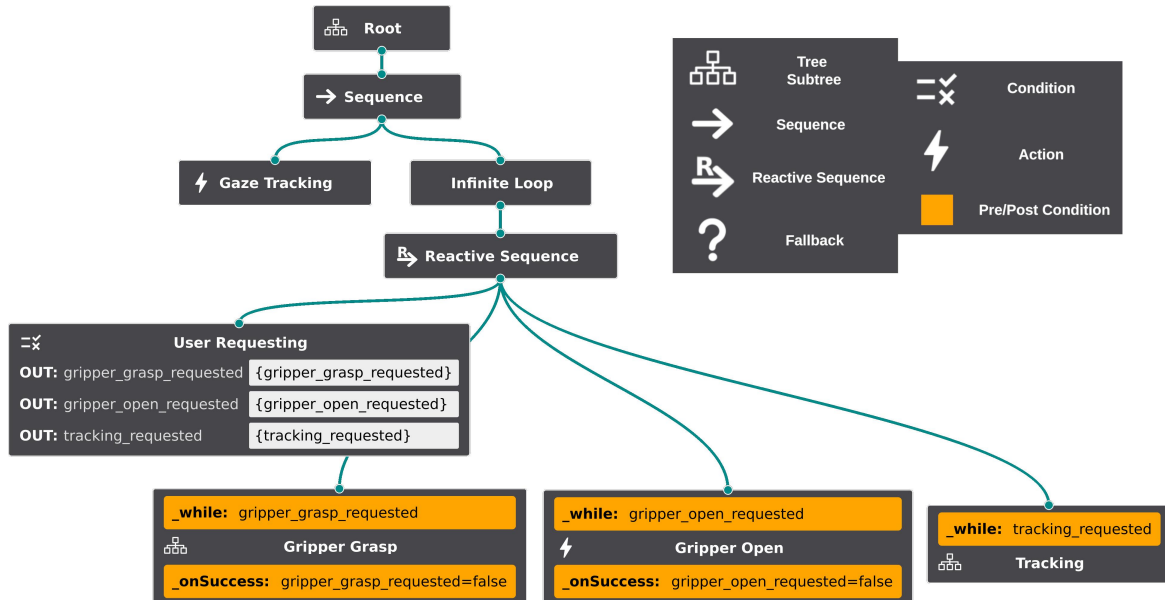 Root
Sequence
Gaze Tracking
Infinite Loop
R
Reactive Sequence
User Requesting
OUT: gripper_grasp_requested {gripper_grasp_requested}
OUT: gripper_open_requested {gripper_open_requested}
OUT: tracking_requested {tracking_requested}
_while: gripper_grasp_requested
Gripper Grasp
_onSuccess: gripper_grasp_requested=false
_while: gripper_open_requested
Gripper Open
_onSuccess: gripper_open_requested=false
_while: tracking_requested
Tracking
Tree
Subtree
Sequence
R
Reactive Sequence
?
Fallback
Condition
Action
Pre/Post Condition